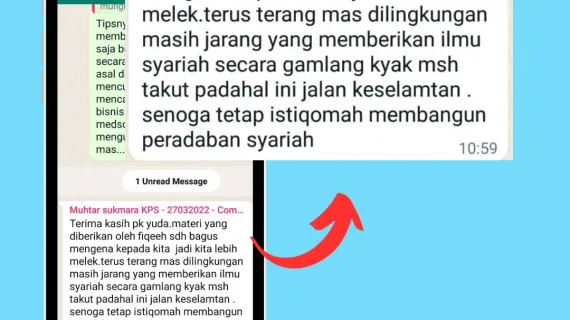 melek.terus terang mas dilingkungan
masih jarang yang memberikan ilmu
syariah secara gamlang kyak msh
takut padahal ini jalan keselamtan .
senoga tetap istiqomah membangun
peradaban syariah
10:59
Tipsny
memb
saja bi
secara
asal da
mencu
menca
bisnis
medso
mengu
mas...
1 Unread Message
Muhtar sukmara KPS - 27032022 - Com...
Terima kasih pk yuda.materi yang
diberikan oleh fiqeeh sdh bagus
mengena kepada kita jadi kita lebih
melek.terus terang mas dilingkungan
masih jarang yang memberikan ilmu
syariah secara gamlang kyak msh
takut padahal ini jalan keselamtan .
senoga tetap istiqomah membangun